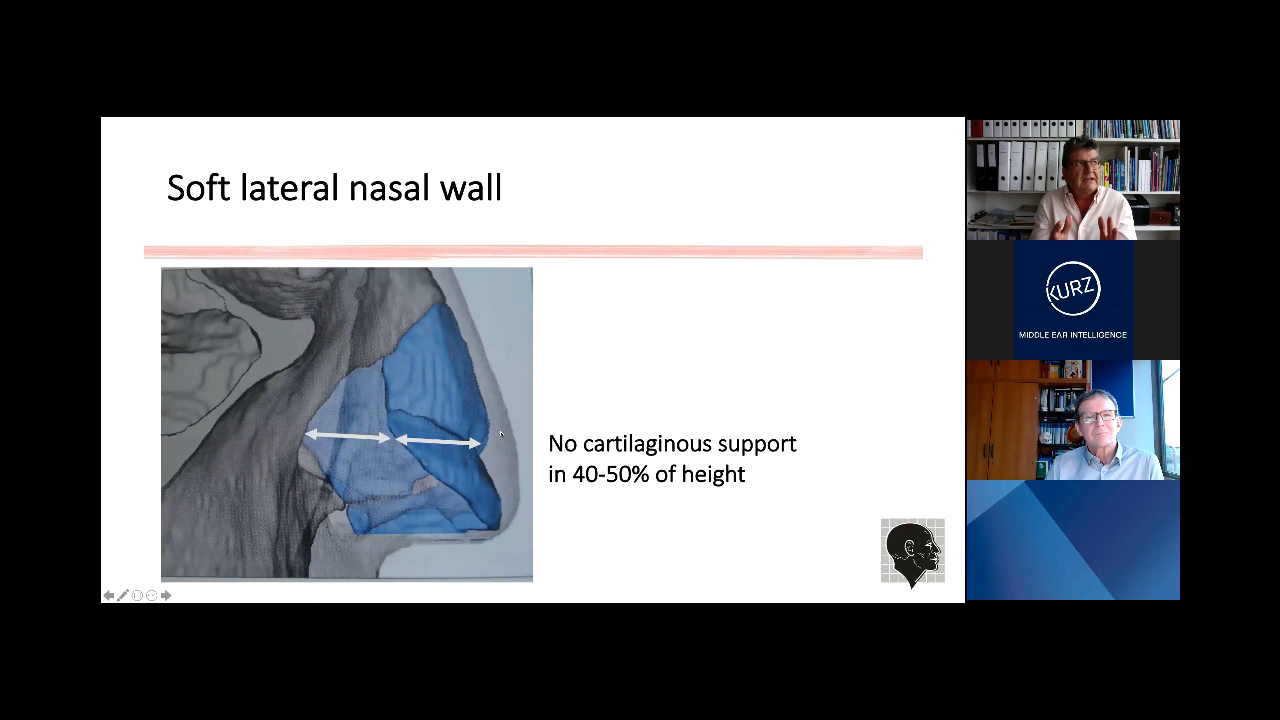 Soft lateral nasal wall
No cartilaginous support
in 40-50% of height
KURZ
MIDDLE EAR INTELLIGENCE